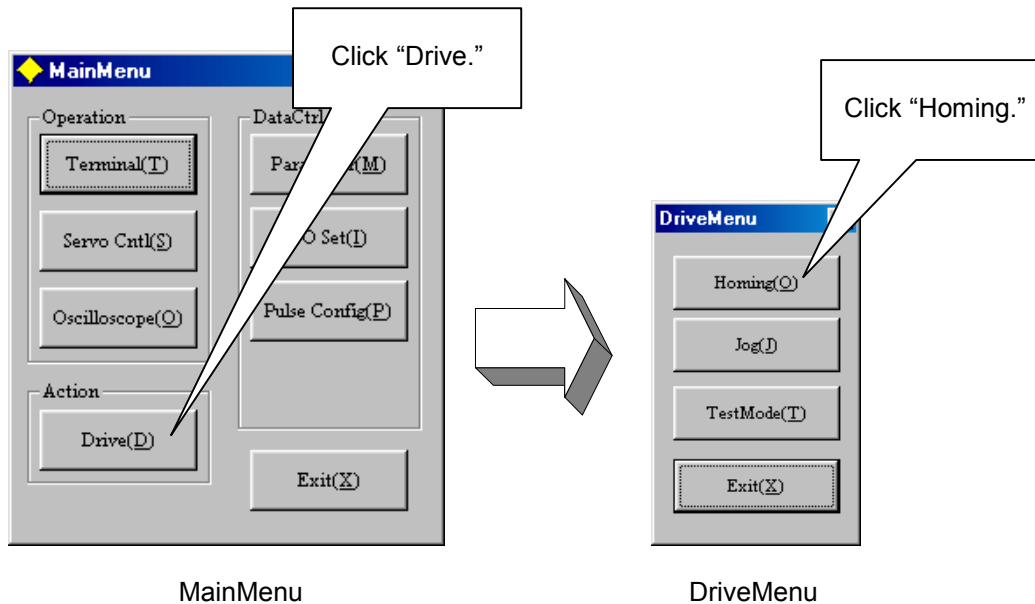 Click “Drive.”
MainMenu
Operation
Terminal(T)
Servo Cntl(S)
Oscilloscope(O)
Action
Drive(D)
DataCtrl
Pulse Config(P)
Set(I)
Exit(X)
Click “Homing.”
DriveMenu
Homing(O)
Jog(J)
TestMode(T)
Exit(X)
MainMenu
DriveMenu